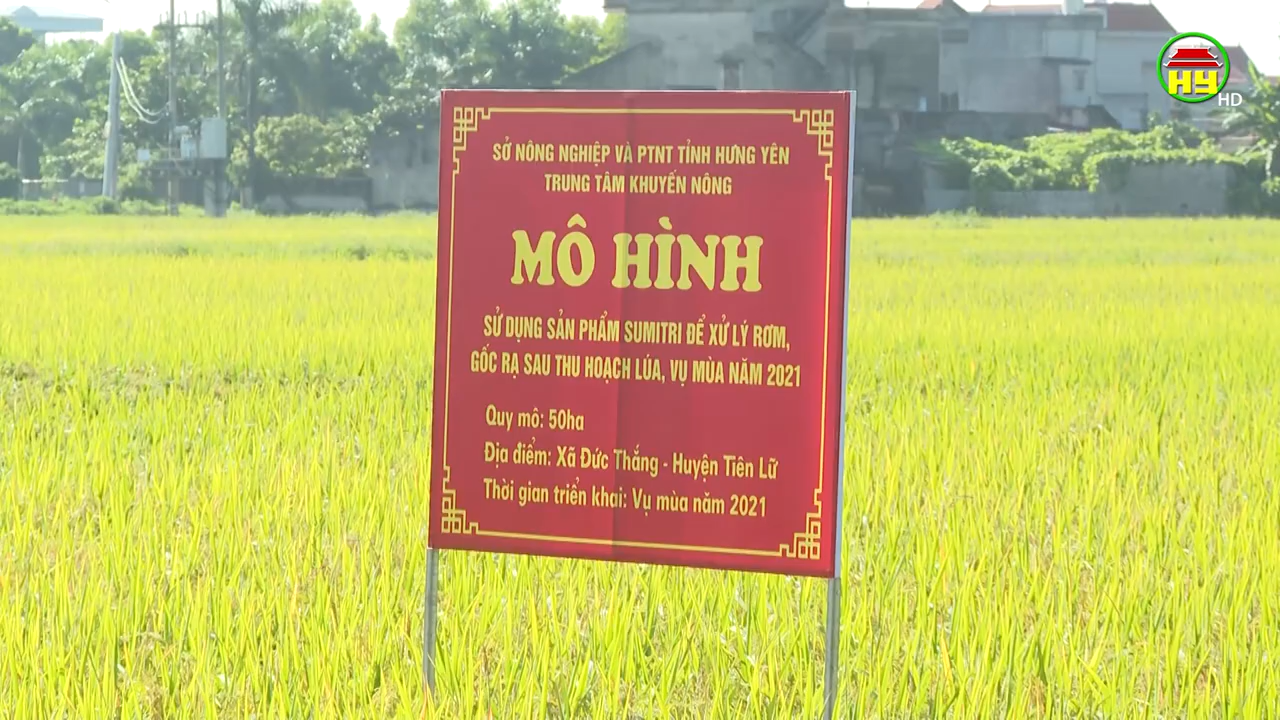 HY HD
SỞ NÔNG NGHIỆP VÀ PTNT TỈNH HƯNG YÊN
TRUNG TÂM KHUYẾN NÔNG
MÔ HÌNH
SỬ DỤNG SẢN PHẨM SUMITRI ĐỂ XỬ LÝ RƠM,
GỐC RẠ SAU THU HOẠCH LÚA, VỤ MÙA NĂM 2021
Quy mô: 50ha
Địa điểm: Xã Đức Thắng - Huyện Tiên Lữ
Thời gian triển khai: Vụ mùa năm 2021